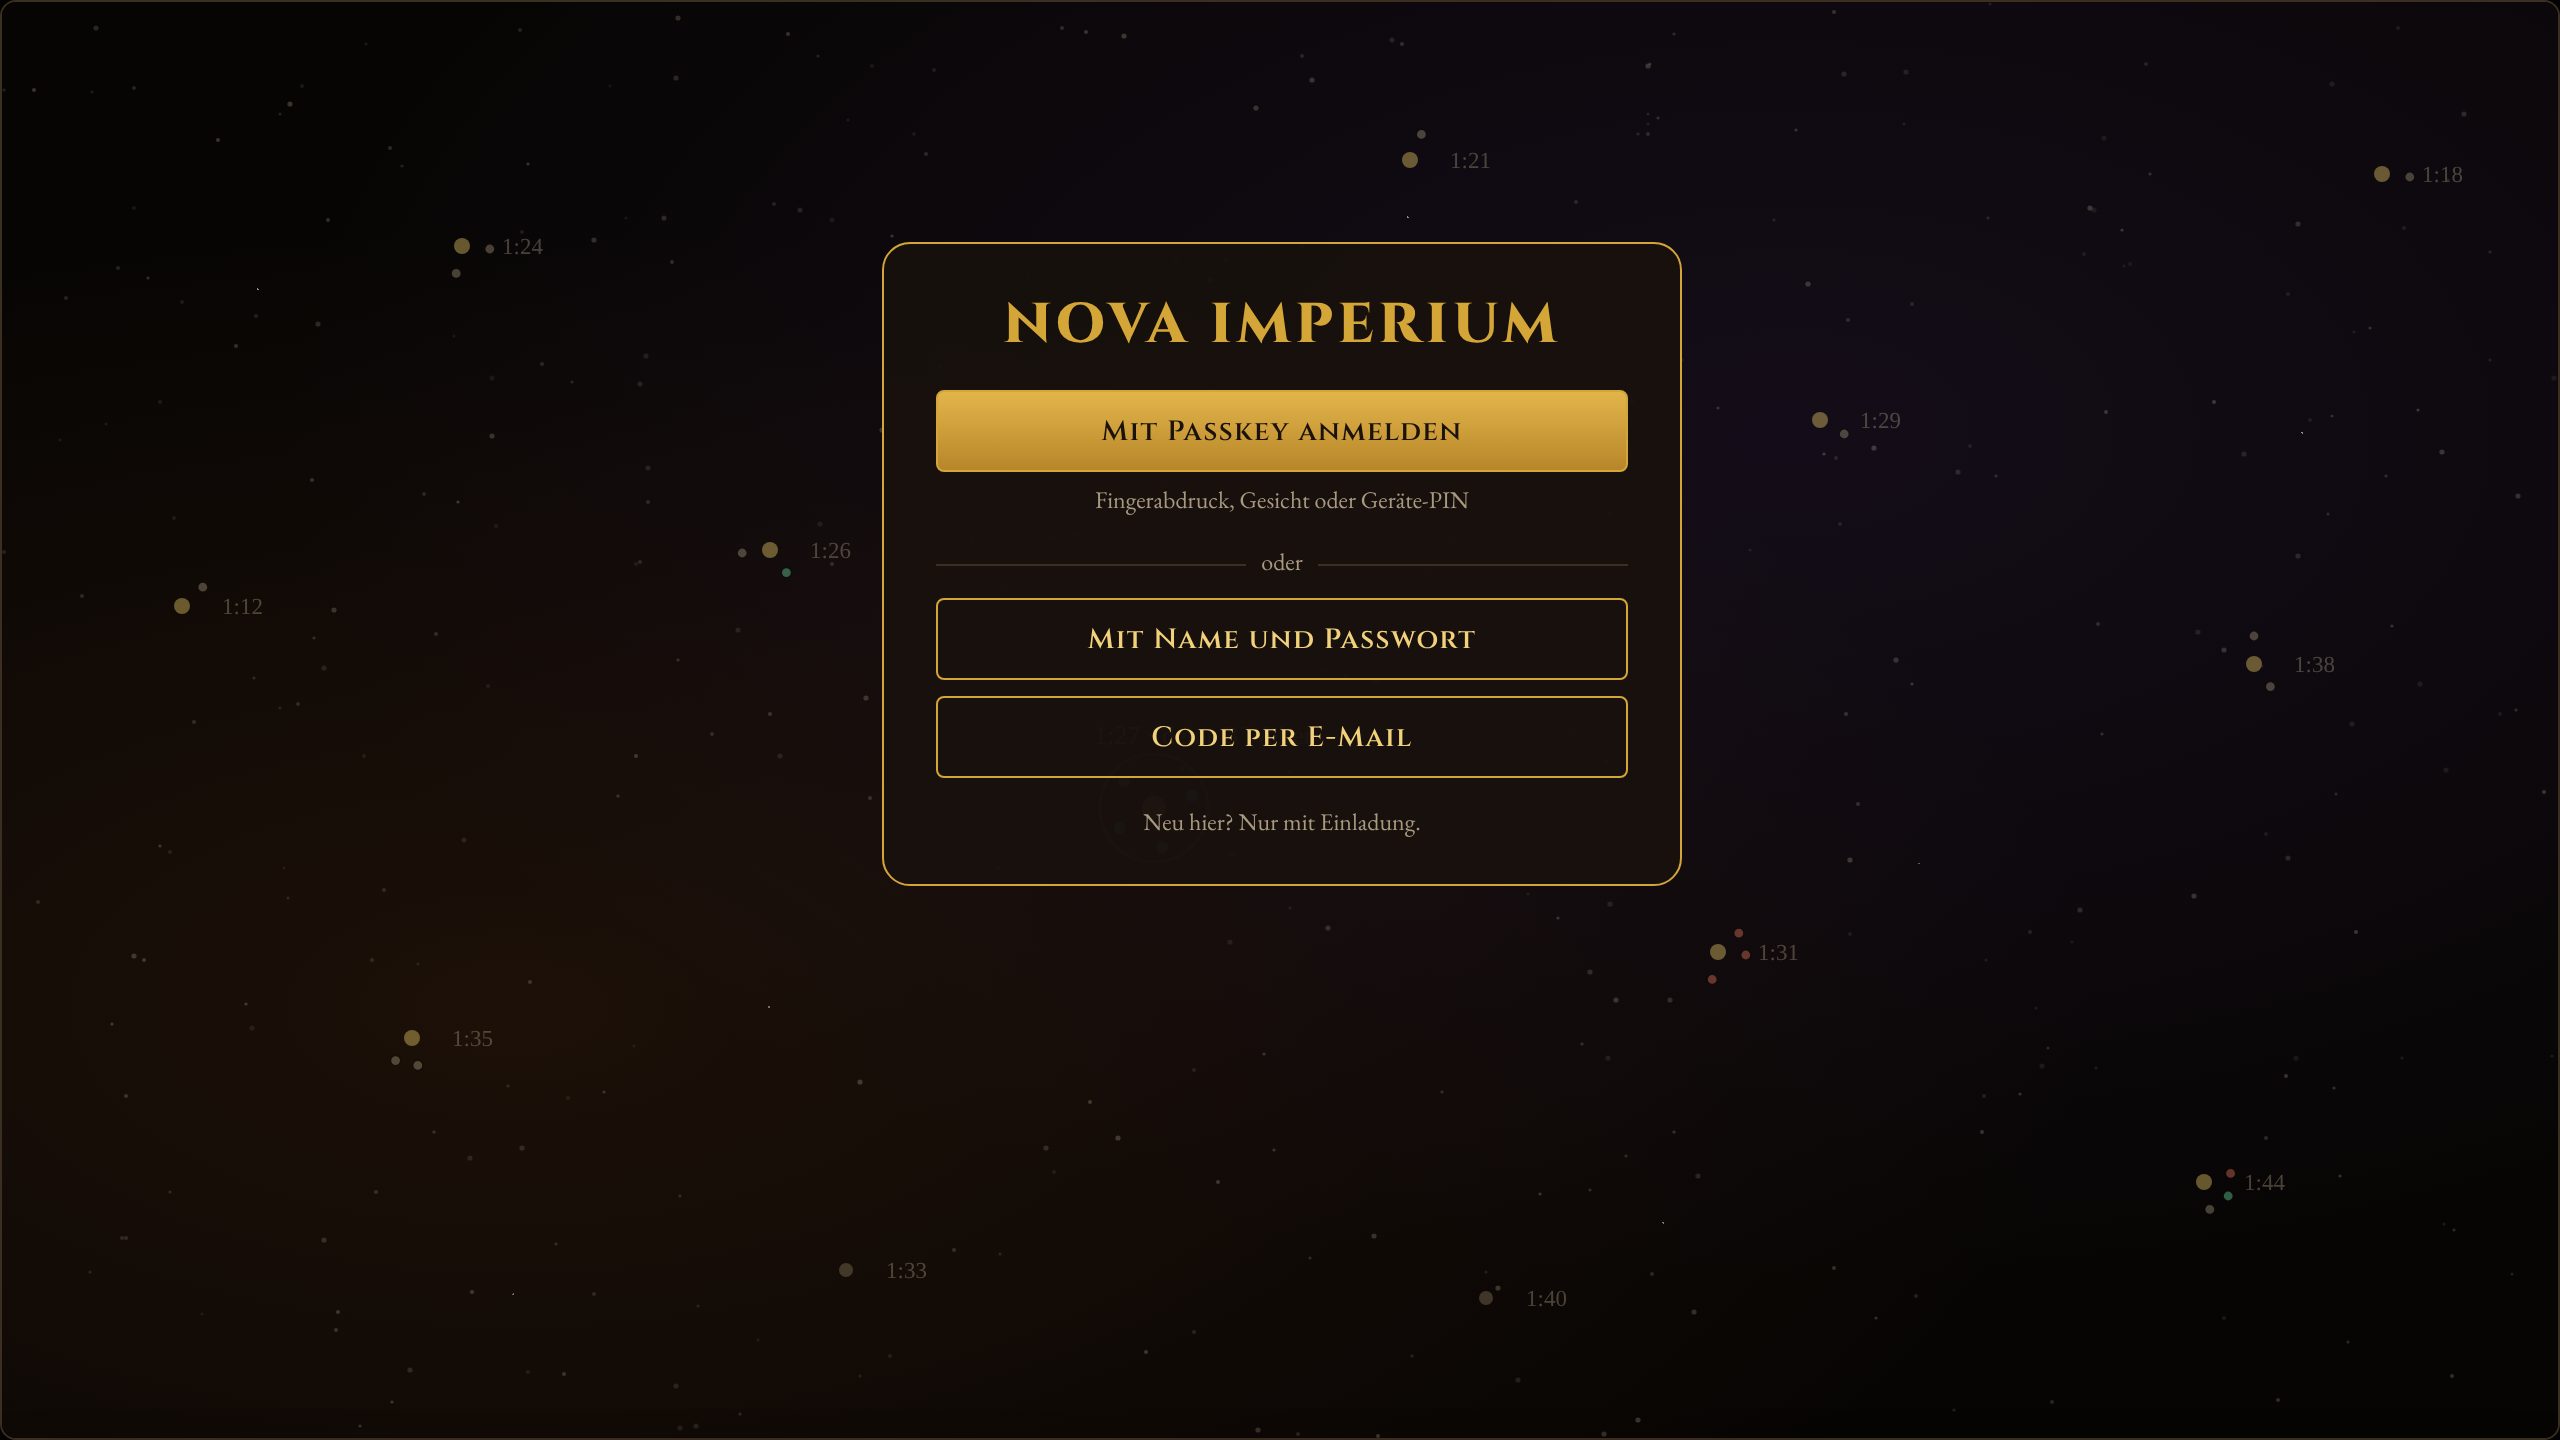 1:21
1:18
1:24
NOVA IMPERIUM
Mit Passkey anmelden
1:29
Fingerabdruck, Gesicht oder Geräte-PIN
1:26
oder
1:12
Mit Name und Passwort
1:38
1:27
Code per E-Mail
Neu hier? Nur mit Einladung.
1:31
1:35
1:44
1:33
1:40